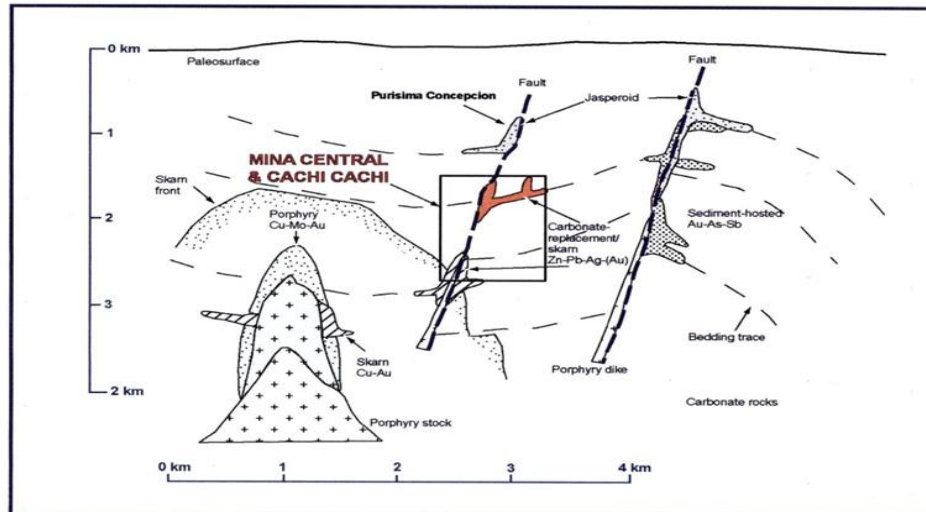 0 km
Paleosurface
Fault
Fault
Purisima Concepcion
Jasperoid
1
MINA CENTRAL
& CACHI CACHI
Skarn
front
2
Porphyry
Cu-Mo-Au
Carbonate-
replacement/
skarn
Zn-Pb-Ag-(Au)
Sediment-hosted
Au-As-Sb
3
Bedding trace
Skarn
Cu-Au
Porphyry dike
2 km
Carbonate rocks
Porphyry stock
0 km
1
2
3
4 km